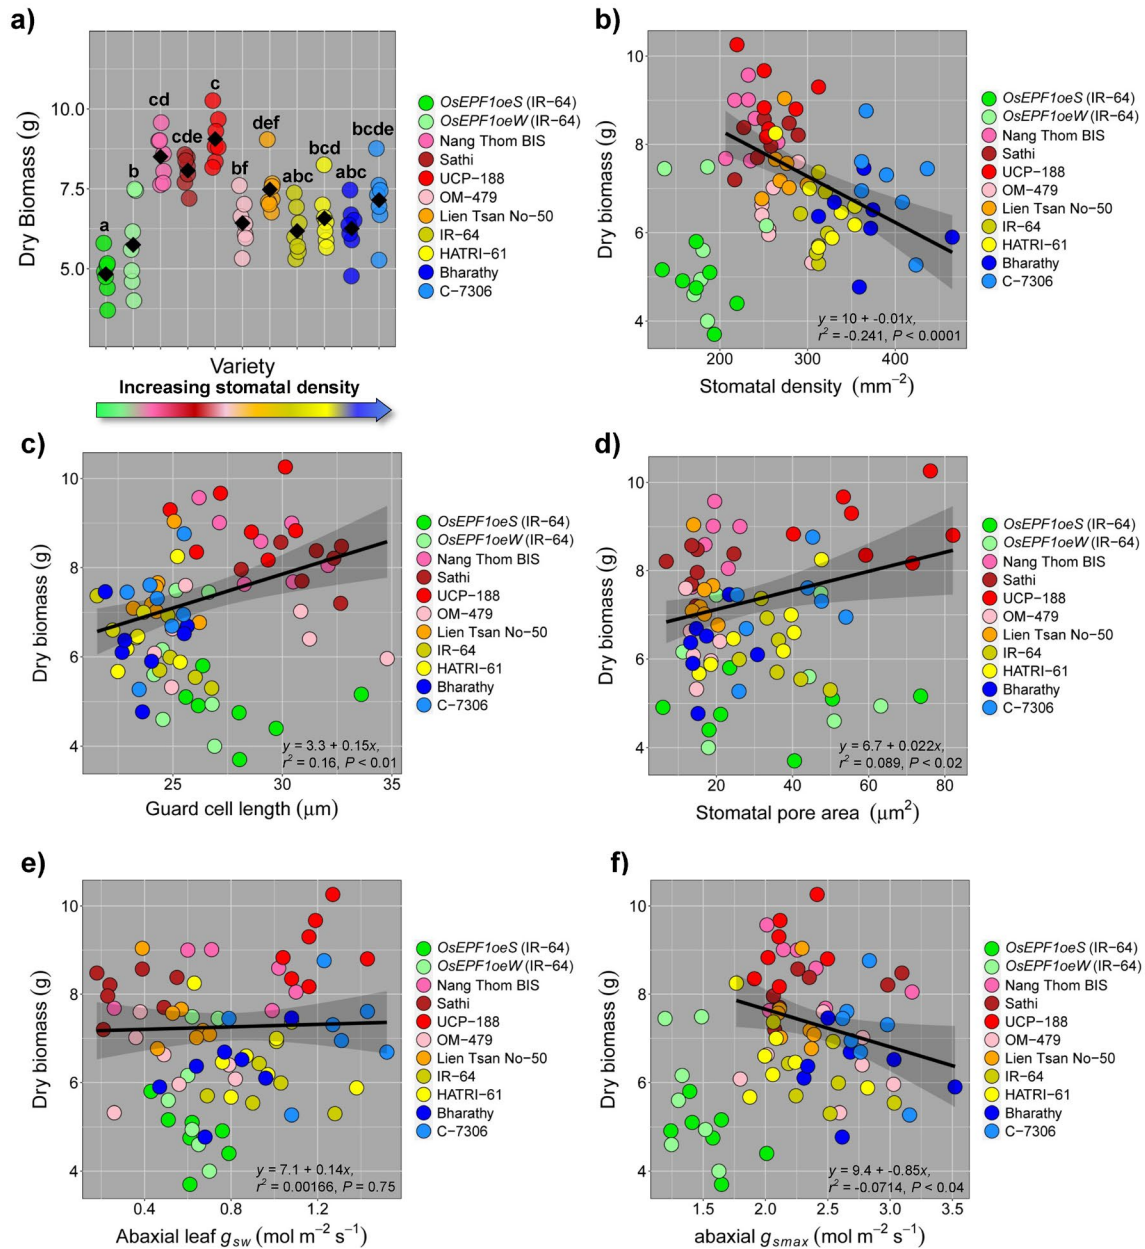 a)
Dry Biomass (g)
10.0
7.5
5.0
a
b
cd
cde
c
bf
def
abc
bcd
abc
bcde
Variety
Increasing stomatal density
OsEPF1oeS (IR-64)
OsEPF1oeW (IR-64)
Nang Thom BIS
Sathi
UCP-188
OM-479
Lien Tsan No-50
IR-64
HATRI-61
Bharathy
C-7306
b)
Dry biomass (g)
10
8
6
4
y = 10 + -0.01x,
r² = -0.241, P < 0.0001
200
300
400
Stomatal density (mm⁻²)
OsEPF1oeS (IR-64)
OsEPF1oeW (IR-64)
Nang Thom BIS
Sathi
UCP-188
OM-479
Lien Tsan No-50
IR-64
HATRI-61
Bharathy
C-7306
c)
Dry biomass (g)
10
8
6
4
y = 3.3 + 0.15x,
r² = 0.16, P < 0.01
25
30
35
Guard cell length (μm)
OsEPF1oeS (IR-64)
OsEPF1oeW (IR-64)
Nang Thom BIS
Sathi
UCP-188
OM-479
Lien Tsan No-50
IR-64
HATRI-61
Bharathy
C-7306
d)
Dry biomass (g)
10
8
6
4
y = 6.7 + 0.022x,
r² = 0.089, P < 0.02
20
40
60
80
Stomatal pore area (μm²)
OsEPF1oeS (IR-64)
OsEPF1oeW (IR-64)
Nang Thom BIS
Sathi
UCP-188
OM-479
Lien Tsan No-50
IR-64
HATRI-61
Bharathy
C-7306
e)
Dry biomass (g)
10
8
6
4
y = 7.1 + 0.14x,
r² = 0.00166, P = 0.75
0.4
0.8
1.2
Abaxial leaf gsw (mol m⁻² s⁻¹)
OsEPF1oeS (IR-64)
OsEPF1oeW (IR-64)
Nang Thom BIS
Sathi
UCP-188
OM-479
Lien Tsan No-50
IR-64
HATRI-61
Bharathy
C-7306
f)
Dry biomass (g)
10
8
6
4
y = 9.4 + -0.85x,
r² = -0.0714, P < 0.04
1.5
2.0
2.5
3.0
3.5
abaxial gsmax (mol m⁻² s⁻¹)
OsEPF1oeS (IR-64)
OsEPF1oeW (IR-64)
Nang Thom BIS
Sathi
UCP-188
OM-479
Lien Tsan No-50
IR-64
HATRI-61
Bharathy
C-7306